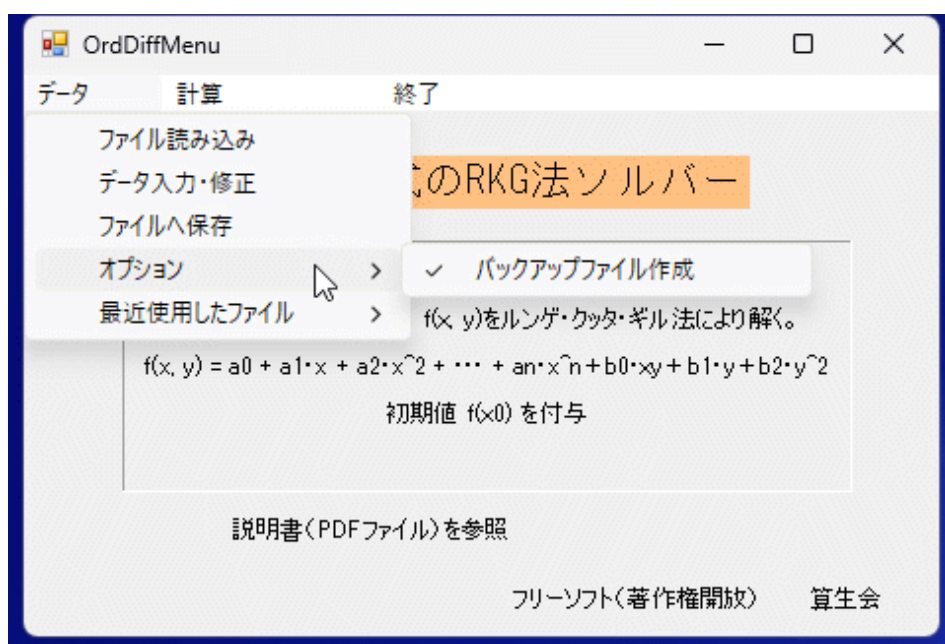 OrdDiffMenu
データ 計算 終了
ファイル読み込み
データ入力・修正
ファイルへ保存
オプション
最近使用したファイル
バックアップファイル作成
式のRKG法ソルバー
f(x, y)をルンゲ・クッタ・ギル法により解く。
f(x, y) = a0 + a1・x + a2・x^2 + ・・・ + an・x^n+b0・xy+b1・y+b2・y^2
初期値 f(x0) を付与
説明書(PDFファイル)を参照
フリーソフト(著作権開放) 算生会